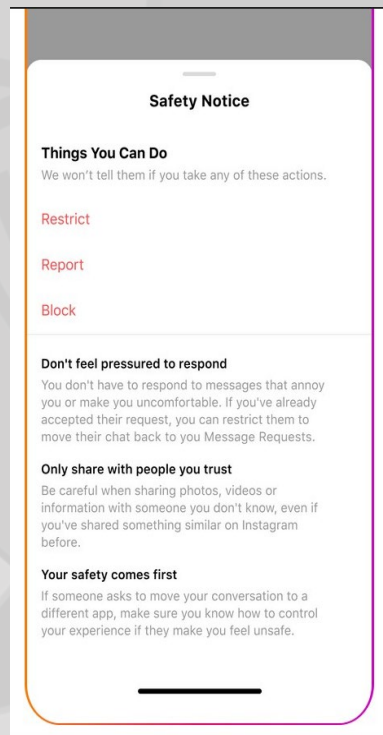 Safety Notice
Things You Can Do
We won't tell them if you take any of these actions.
Restrict
Report
Block
Don't feel pressured to respond
You don't have to respond to messages that annoy
you or make you uncomfortable. If you've already
accepted their request, you can restrict them to
move their chat back to you Message Requests.
Only share with people you trust
Be careful when sharing photos, videos or
information with someone you don't know, even if
you've shared something similar on Instagram
before.
Your safety comes first
If someone asks to move your conversation to a
different app, make sure you know how to control
your experience if they make you feel unsafe.